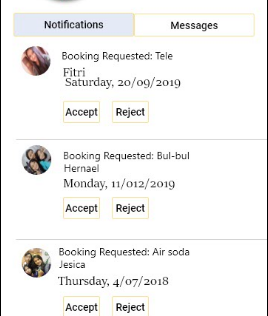 Notifications
Messages
Booking Requested: Tele
Fitri
Saturday, 20/09/2019
Accept
Reject
Booking Requested: Bul-bul
Hernael
Monday, 11/012/2019
Accept
Reject
Booking Requested: Air soda
Jesica
Thursday, 4/07/2018
Accept
Reject